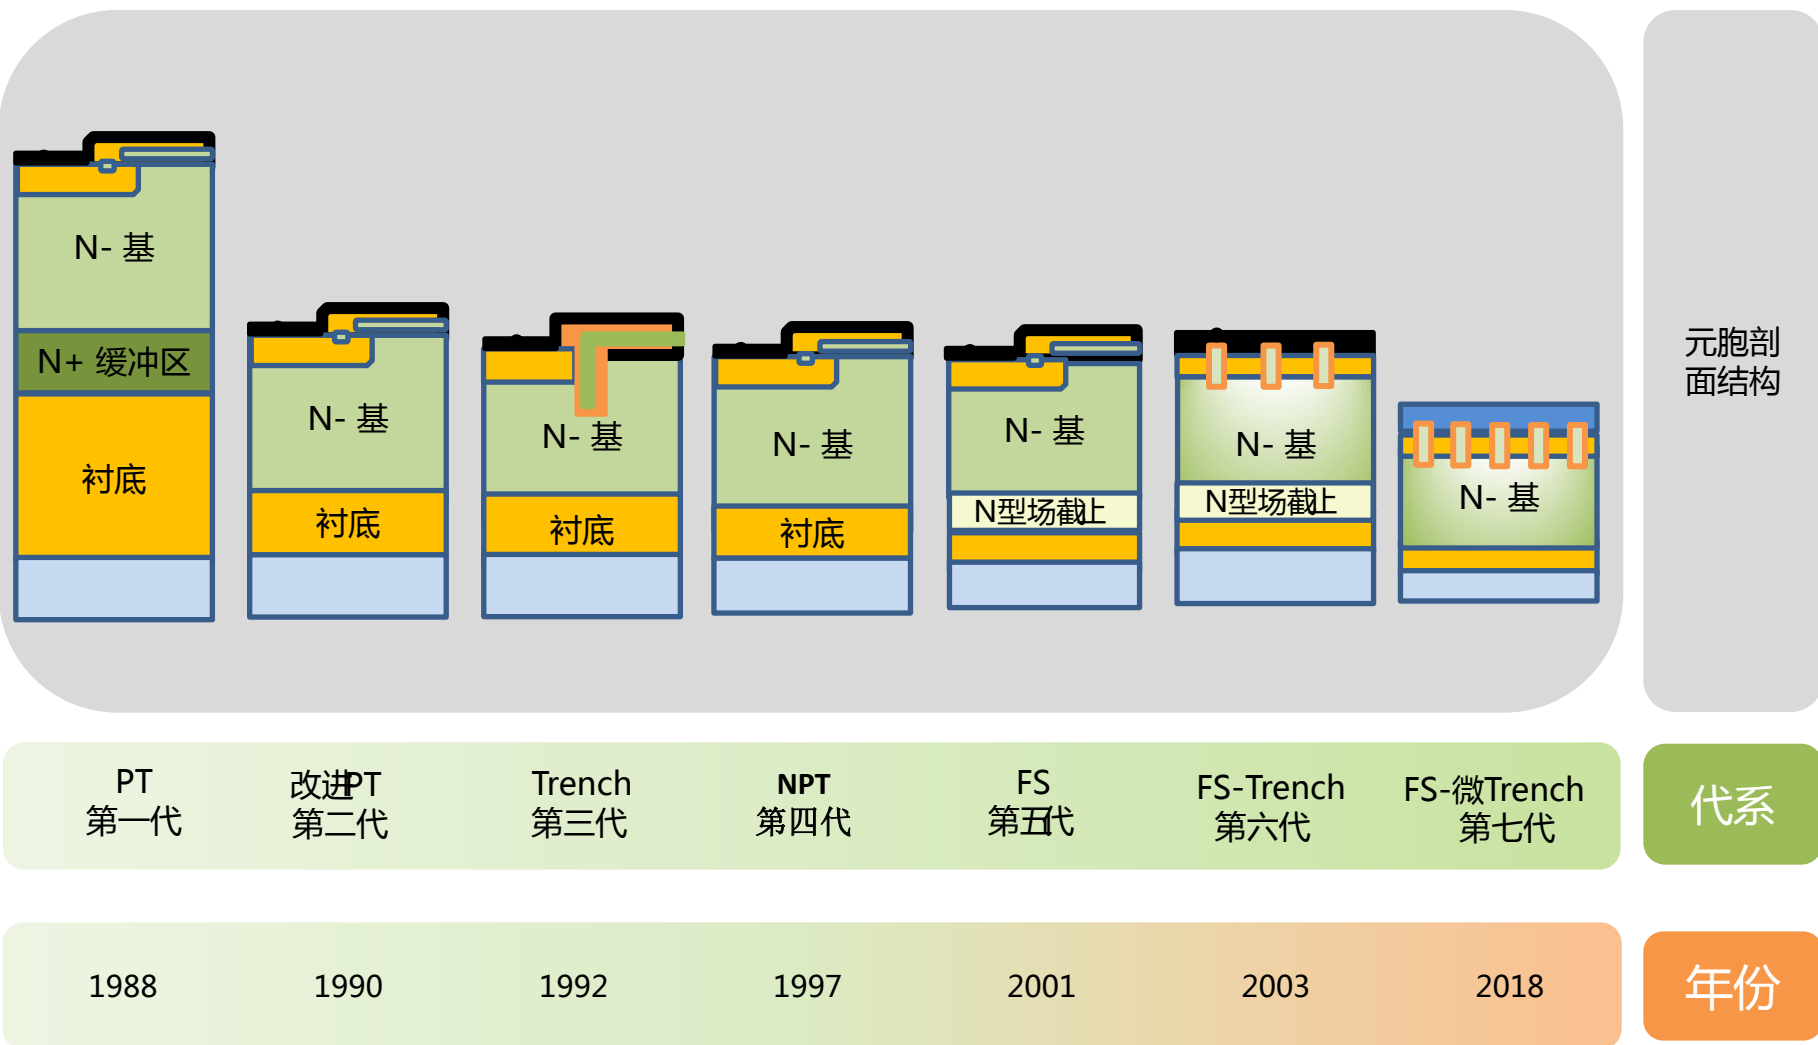 N- 基
N+ 缓冲区
衬底
N- 基
衬底
N- 基
衬底
N- 基
衬底
N- 基
N型场截止
N- 基
N型场截止
N- 基
元胞剖
面结构
PT
第一代
改进PT
第二代
Trench
第三代
NPT
第四代
FS
第五代
FS-Trench
第六代
FS-微Trench
第七代
代系
1988
1990
1992
1997
2001
2003
2018
年份